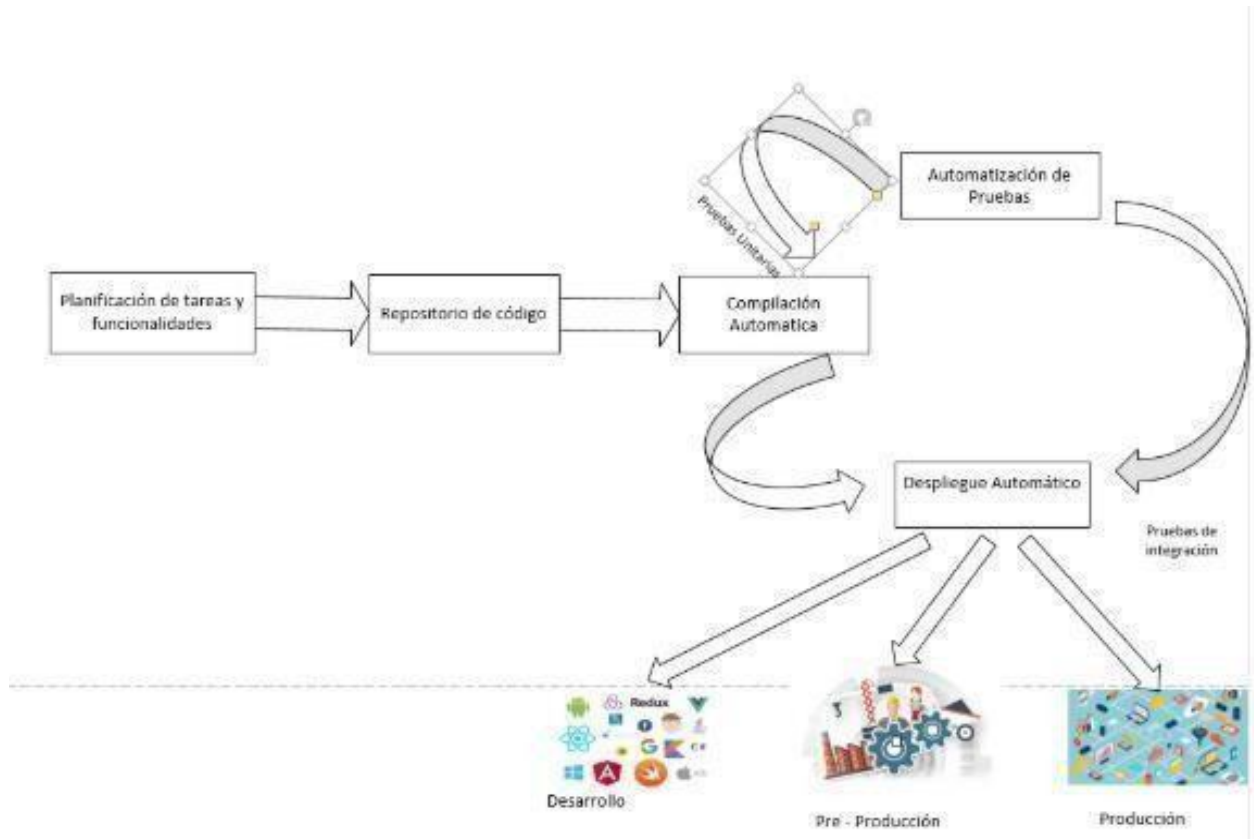 Automatización de
Pruebas
Pruebas Unitarias
Planificación de tareas y
funcionalidades
Repositorio de código
Compilación
Automatica
Despliegue Automático
Pruebas de
integración
Redux
C#
Desarrollo
Pre - Producción
Producción